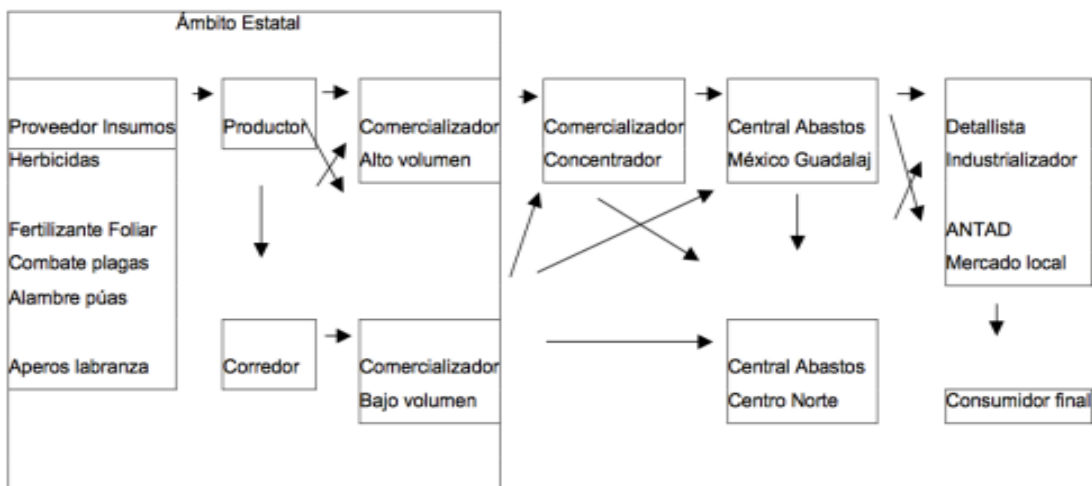 Ámbito Estatal
Proveedor Insumos
Herbicidas
Fertilizante Foliar
Combate plagas
Alambre púas
Aperos labranza
Productor
Corredor
Comercializador
Alto volumen
Comercializador
Bajo volumen
Comercializador
Concentrador
Central Abastos
México Guadalaj
Central Abastos
Centro Norte
Detallista
Industrializador
ANTAD
Mercado local
Consumidor final